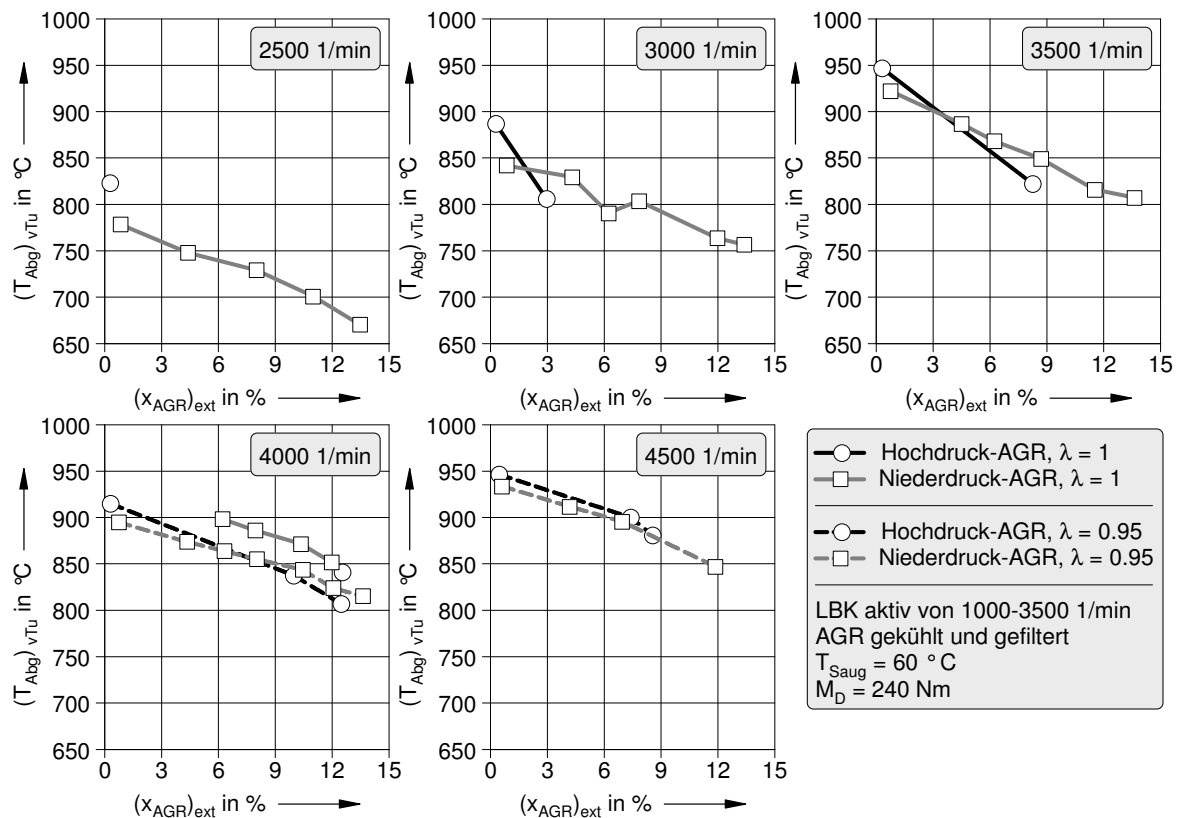 2500 1/min
1000
950
900
850
800
750
700
650
(T_Abg)_vTu in °C
0 3 6 9 12 15
(x_AGR)_ext in %
3000 1/min
1000
950
900
850
800
750
700
650
(T_Abg)_vTu in °C
0 3 6 9 12 15
(x_AGR)_ext in %
3500 1/min
1000
950
900
850
800
750
700
650
(T_Abg)_vTu in °C
0 3 6 9 12 15
(x_AGR)_ext in %
4000 1/min
1000
950
900
850
800
750
700
650
(T_Abg)_vTu in °C
0 3 6 9 12 15
(x_AGR)_ext in %
4500 1/min
1000
950
900
850
800
750
700
650
(T_Abg)_vTu in °C
0 3 6 9 12 15
(x_AGR)_ext in %
Hochdruck-AGR, λ = 1
Niederdruck-AGR, λ = 1
Hochdruck-AGR, λ = 0.95
Niederdruck-AGR, λ = 0.95
LBK aktiv von 1000-3500 1/min
AGR gekühlt und gefiltert
T_Saug = 60 °C
M_D = 240 Nm